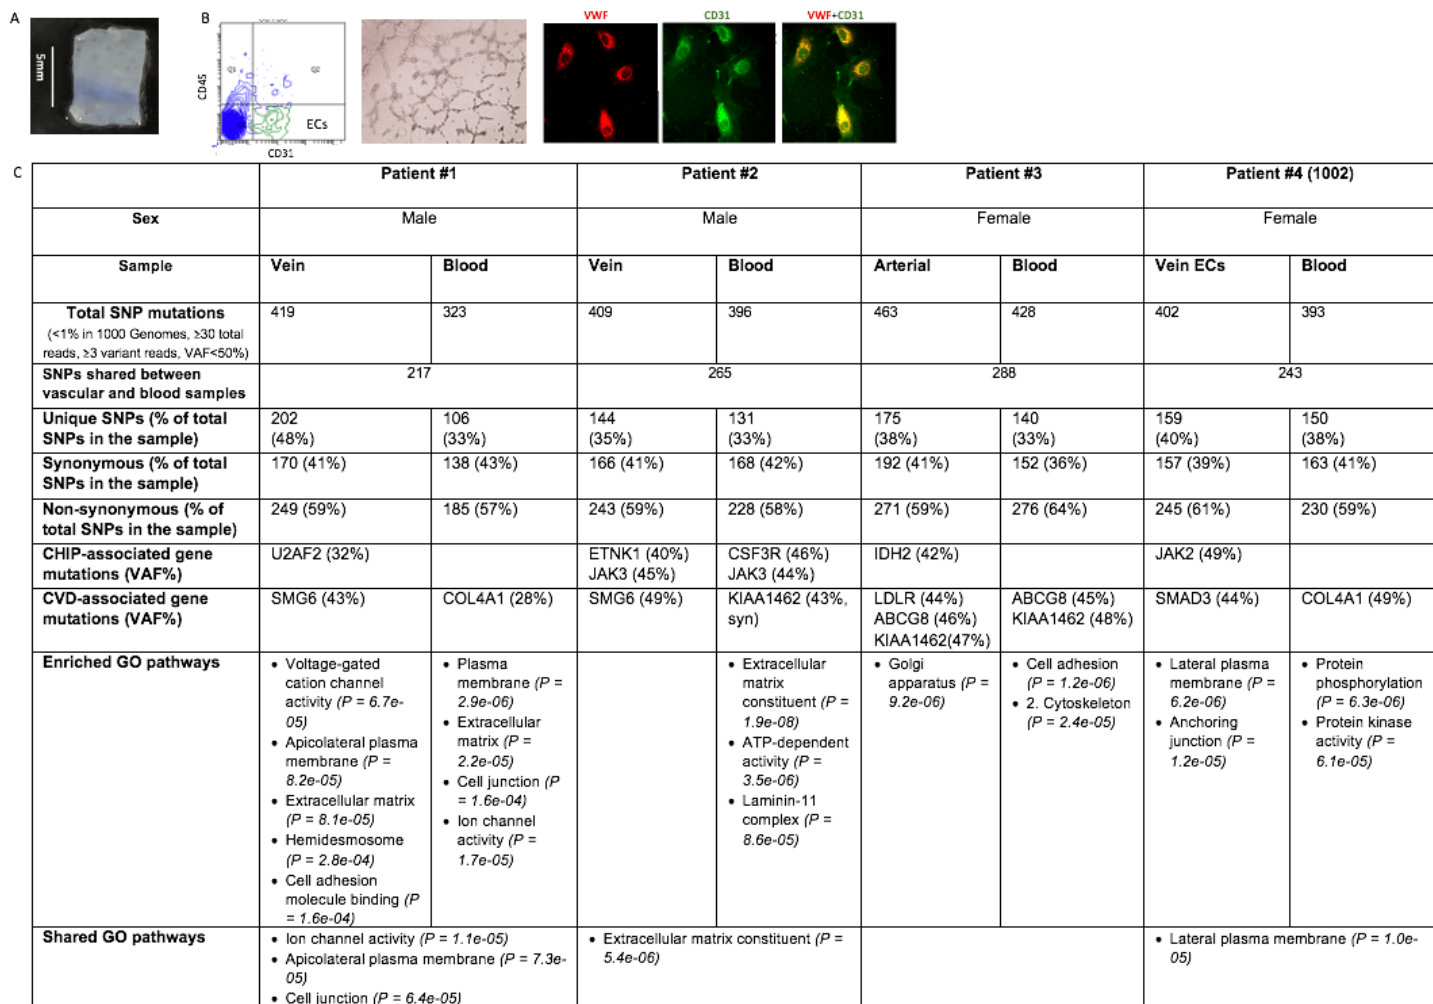 A
5mm
B
CD45
Q1
Q2
ECs
CD31
VWF
CD31
VWF+CD31
C
Patient #1
Patient #2
Patient #3
Patient #4 (1002)
Sex
Male
Male
Female
Female
Sample
Vein
Blood
Vein
Blood
Arterial
Blood
Vein ECs
Blood
Total SNP mutations
(<1% in 1000 Genomes, ≥30 total
reads, ≥3 variant reads, VAF<50%)
419
323
409
396
463
428
402
393
SNPs shared between
vascular and blood samples
217
265
288
243
Unique SNPs (% of total
SNPs in the sample)
202
(48%)
106
(33%)
144
(35%)
131
(33%)
175
(38%)
140
(33%)
159
(40%)
150
(38%)
Synonymous (% of total
SNPs in the sample)
170 (41%)
138 (43%)
166 (41%)
168 (42%)
192 (41%)
152 (36%)
157 (39%)
163 (41%)
Non-synonymous (% of
total SNPs in the sample)
249 (59%)
185 (57%)
243 (59%)
228 (58%)
271 (59%)
276 (64%)
245 (61%)
230 (59%)
CHIP-associated gene
mutations (VAF%)
U2AF2 (32%)
ETNK1 (40%)
JAK3 (45%)
CSF3R (46%)
JAK3 (44%)
IDH2 (42%)
JAK2 (49%)
CVD-associated gene
mutations (VAF%)
SMG6 (43%)
COL4A1 (28%)
SMG6 (49%)
KIAA1462 (43%,
syn)
LDLR (44%)
ABCG8 (46%)
KIAA1462(47%)
ABCG8 (45%)
KIAA1462 (48%)
SMAD3 (44%)
COL4A1 (49%)
Enriched GO pathways
• Voltage-gated
cation channel
activity (P = 6.7e-
05)
• Apicolateral plasma
membrane (P =
8.2e-05)
• Extracellular matrix
(P = 8.1e-05)
• Hemidesmosome
(P = 2.8e-04)
• Cell adhesion
molecule binding (P
= 1.6e-04)
• Plasma
membrane (P =
2.9e-06)
• Extracellular
matrix (P =
2.2e-05)
• Cell junction (P
= 1.6e-04)
• Ion channel
activity (P =
1.7e-05)
• Extracellular
matrix
constituent (P =
1.9e-08)
• ATP-dependent
activity (P =
3.5e-06)
• Laminin-11
complex (P =
8.6e-05)
• Golgi
apparatus (P =
9.2e-06)
• Cell adhesion
(P = 1.2e-06)
• 2. Cytoskeleton
(P = 2.4e-05)
• Lateral plasma
membrane (P =
6.2e-06)
• Anchoring
junction (P =
1.2e-05)
• Protein
phosphorylation
(P = 6.3e-06)
• Protein kinase
activity (P =
6.1e-05)
Shared GO pathways
• Ion channel activity (P = 1.1e-05)
• Apicolateral plasma membrane (P = 7.3e-
05)
• Cell junction (P = 6.4e-05)
• Extracellular matrix constituent (P =
5.4e-06)
• Lateral plasma membrane (P = 1.0e-
05)